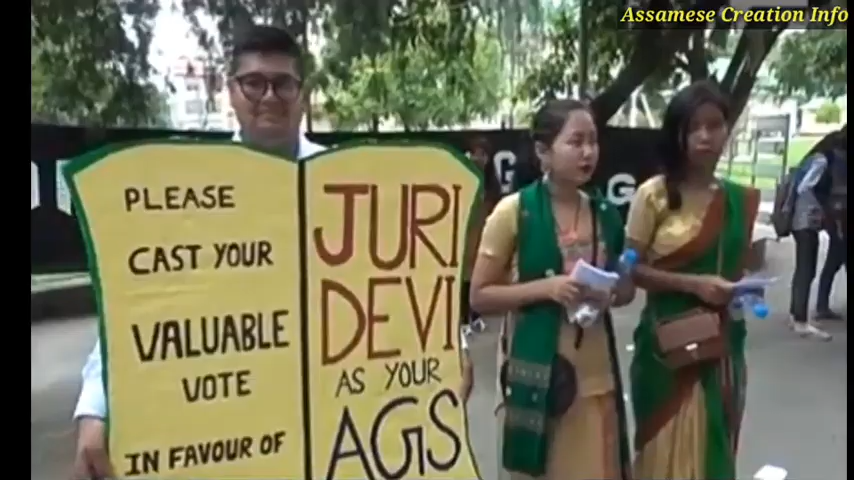 Assamese Creation Info
PLEASE
CAST YOUR
VALUABLE
VOTE
IN FAVOUR OF
JURI
DEVI
AS YOUR
AGS